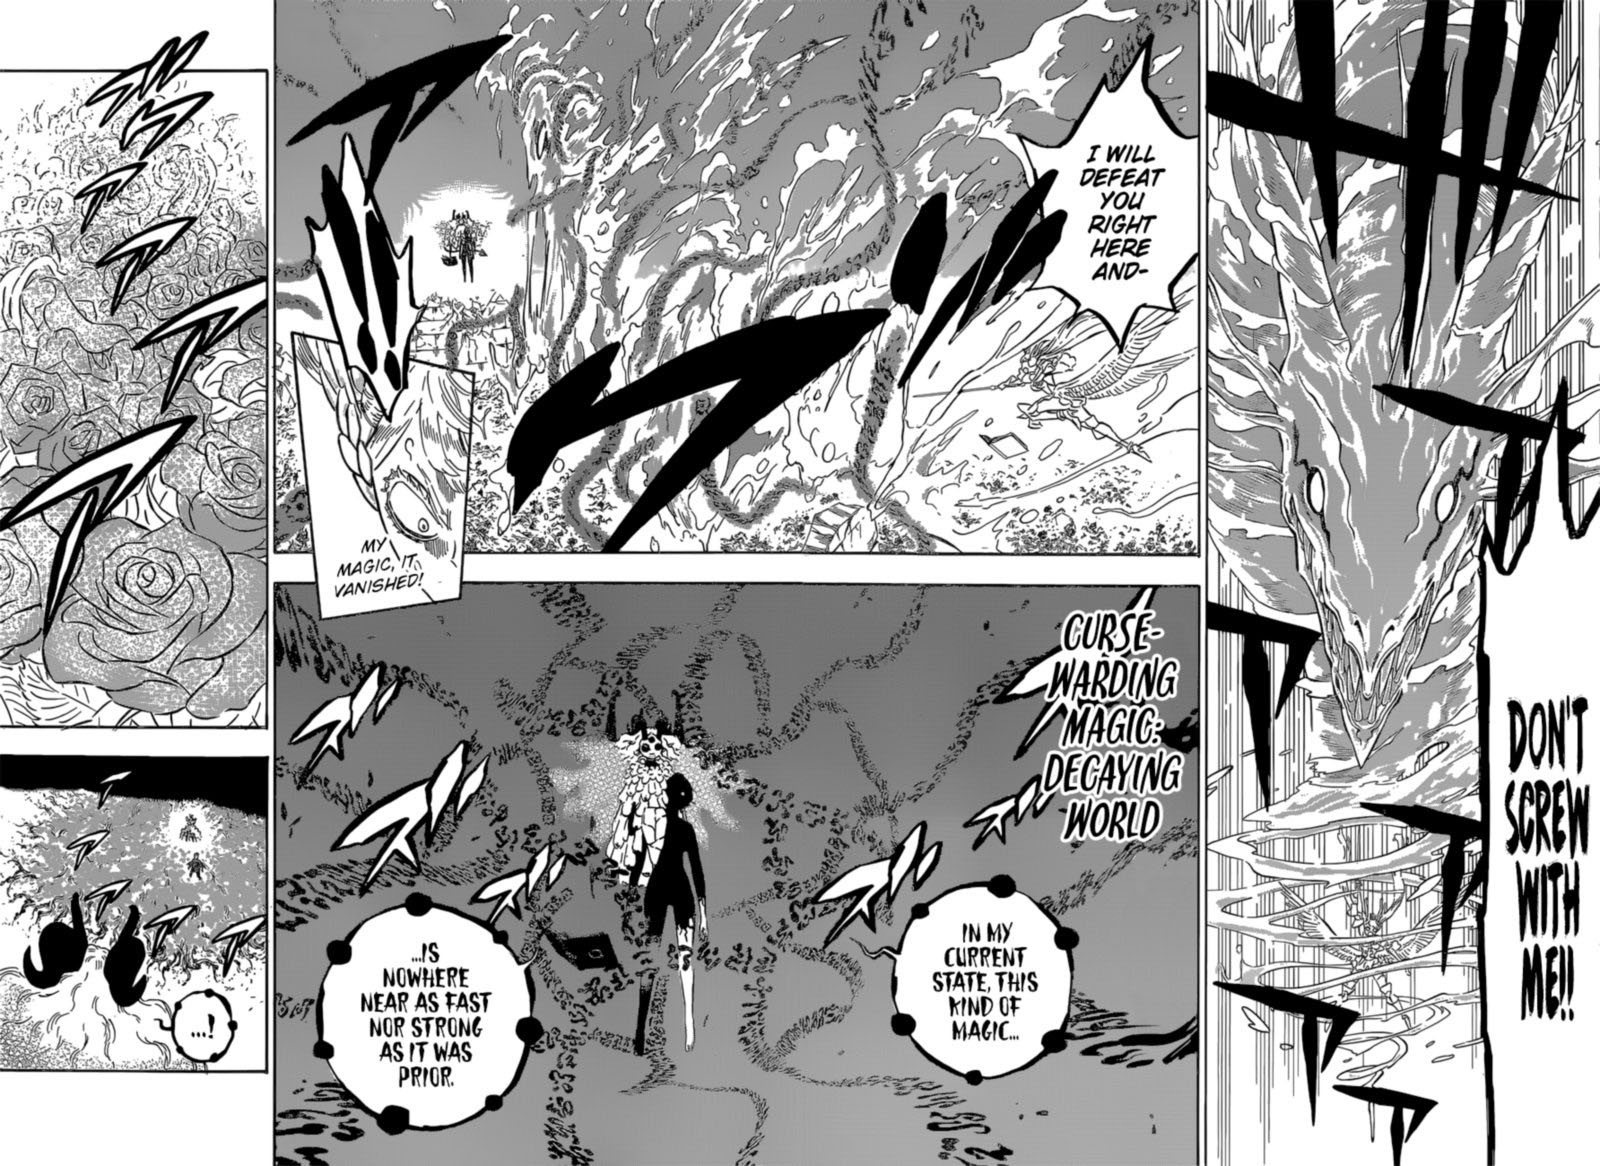 DON'T
SCREW
WITH
ME!!
I WILL
DEFEAT
YOU
RIGHT
HERE
AND-
MY
MAGIC, IT
VANISHED!
CURSE-
WARDING
MAGIC:
DECAYING
WORLD
IN MY
CURRENT
STATE, THIS
KIND OF
MAGIC...
...IS
NOWHERE
NEAR AS FAST
NOR STRONG
AS IT WAS
PRIOR.
...!